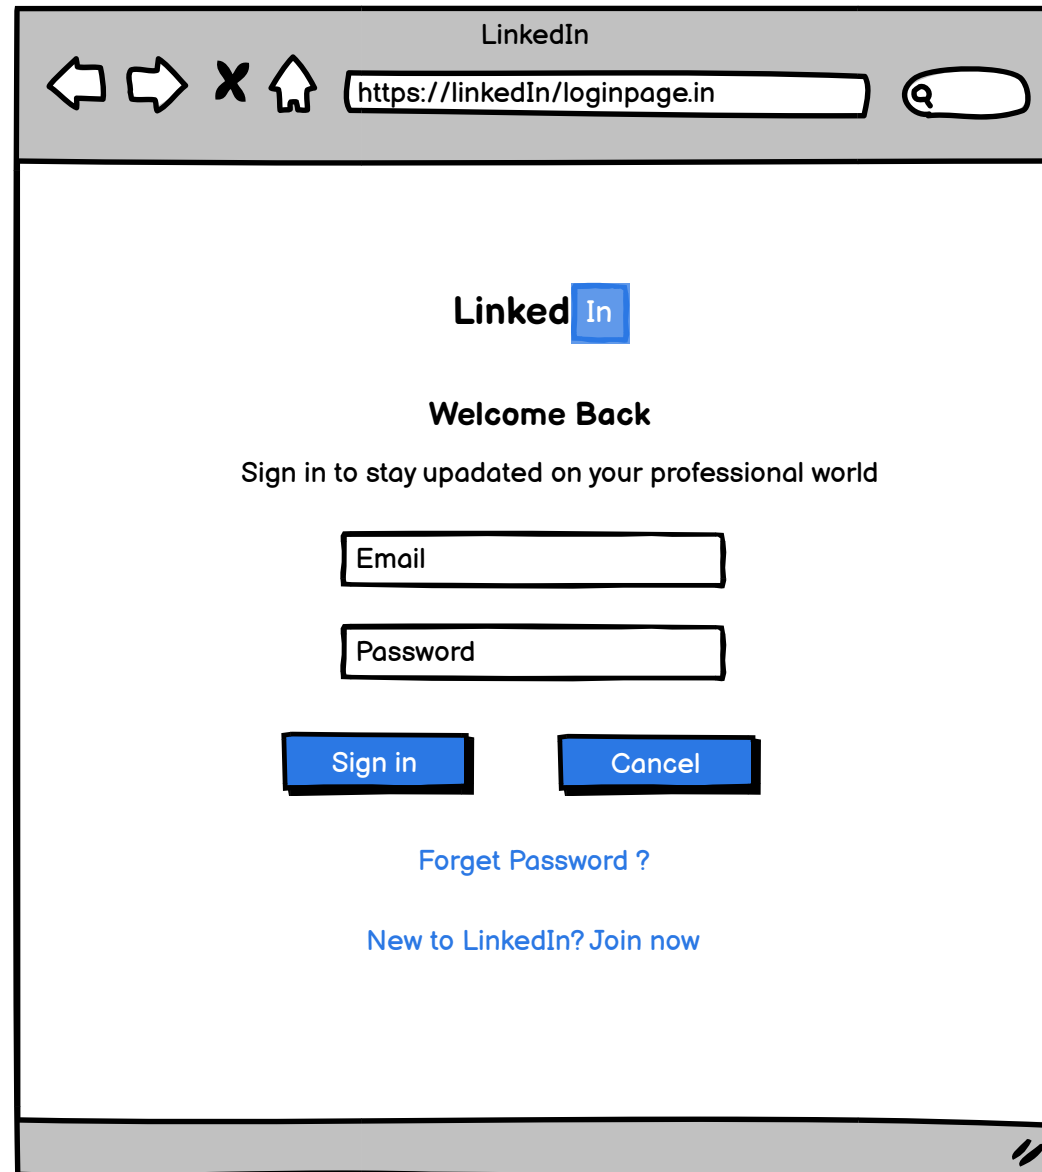 LinkedIn
https://linkedIn/loginpage.in
Linked In
Welcome Back
Sign in to stay upadated on your professional world
Email
Password
Sign in
Cancel
Forget Password ?
New to LinkedIn? Join now